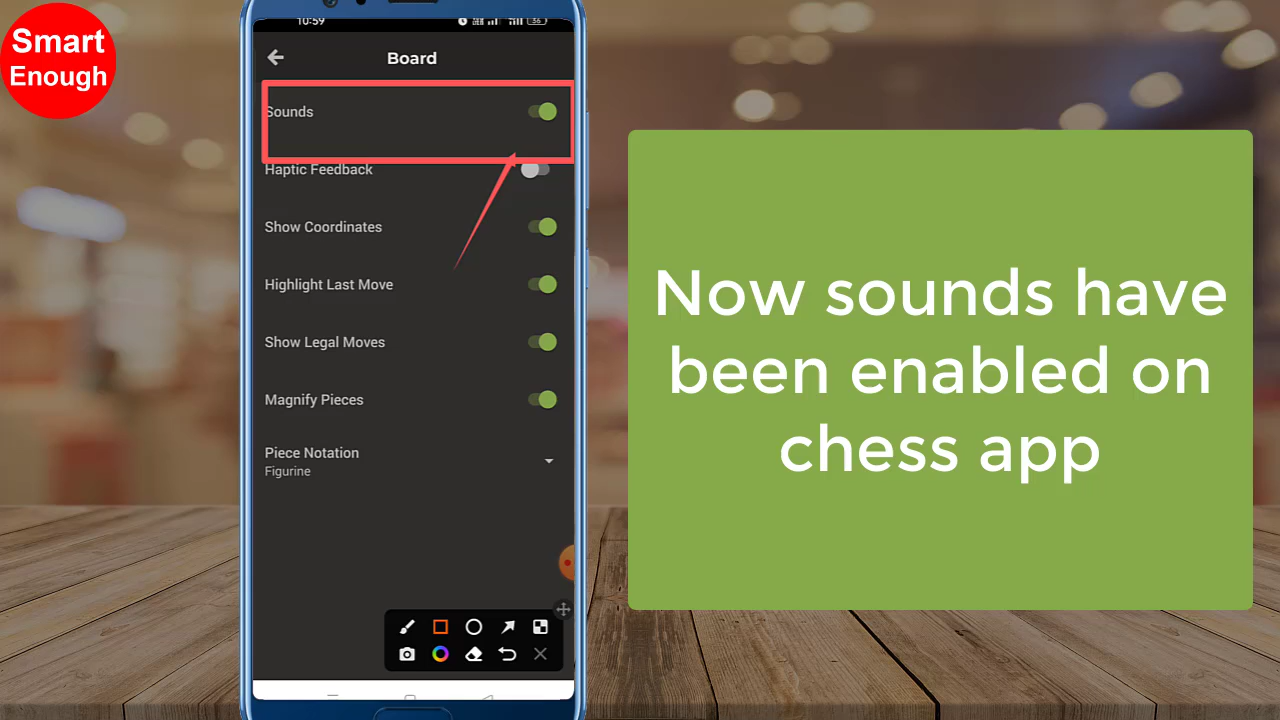 Smart
Enough
10:59
36
Board
Sounds
Haptic Feedback
Show Coordinates
Highlight Last Move
Show Legal Moves
Magnify Pieces
Piece Notation
Figurine
Now sounds have
been enabled on
chess app